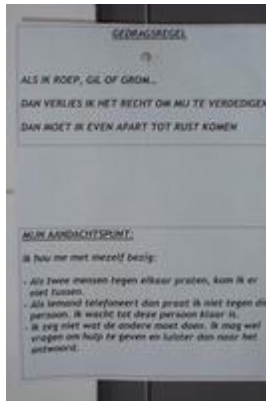 GEDRAGSREGEL
ALS IK ROEP, GIL OF GROM...
DAN VERLIES IK HET RECHT OM MIJ TE VERDEDIGEN
DAN MOET IK EVEN APART TOT RUST KOMEN
MIJN AANDACHTSPUNT:
Ik hou me met mezelf bezig:
- Als twee mensen tegen elkaar praten, kom ik er
niet tussen.
- Als iemand telefoneert dan praat ik niet tegen die
persoon. Ik wacht tot deze persoon klaar is.
- Ik zeg niet wat de andere moet doen. Ik mag wel
vragen om hulp te geven en luister dan naar het
antwoord.